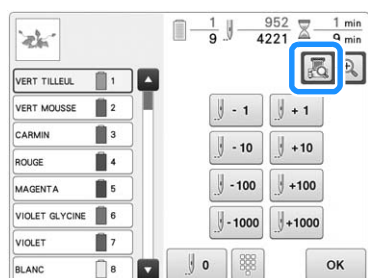 1 952 1 min
9 4221 9 min
VERT TILLEUL 1
VERT MOUSSE 2
CARMIN 3
ROUGE 4
MAGENTA 5
VIOLET GLYCINE 6
VIOLET 7
BLANC 8
- 1 + 1
- 10 +10
- 100 +100
- 1000 +1000
0 OK